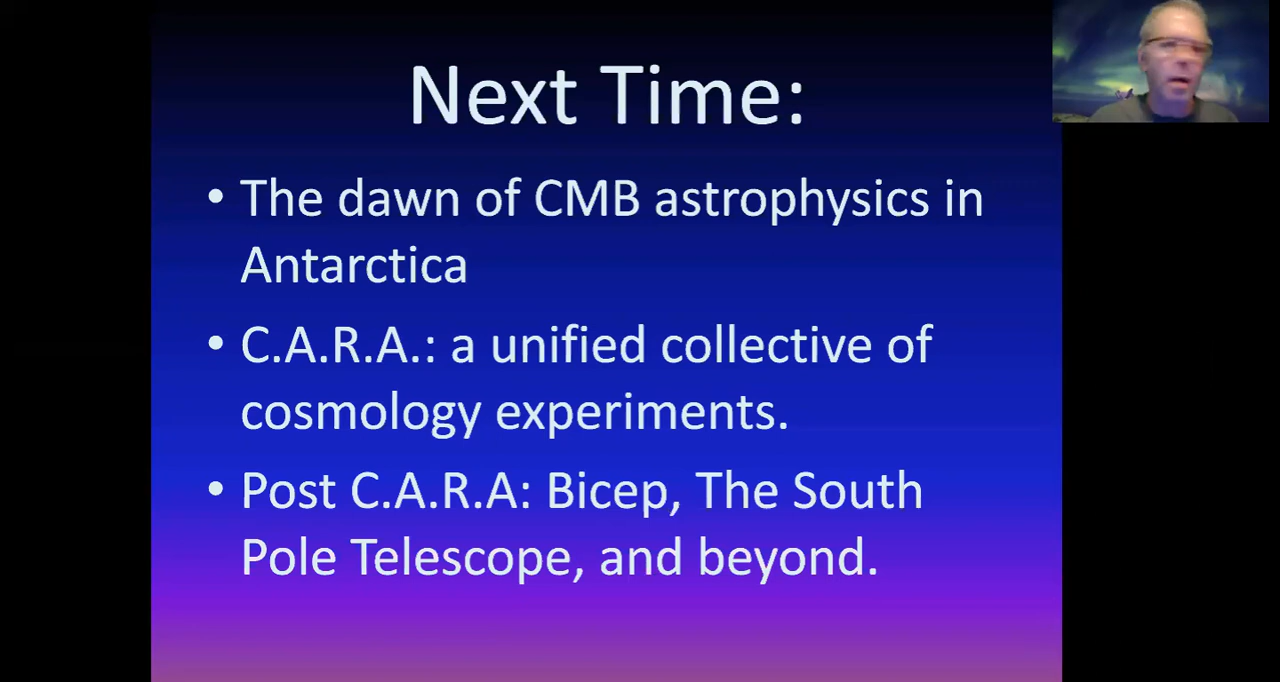 Next Time:
• The dawn of CMB astrophysics in
Antarctica
• C.A.R.A.: a unified collective of
cosmology experiments.
• Post C.A.R.A: Bicep, The South
Pole Telescope, and beyond.